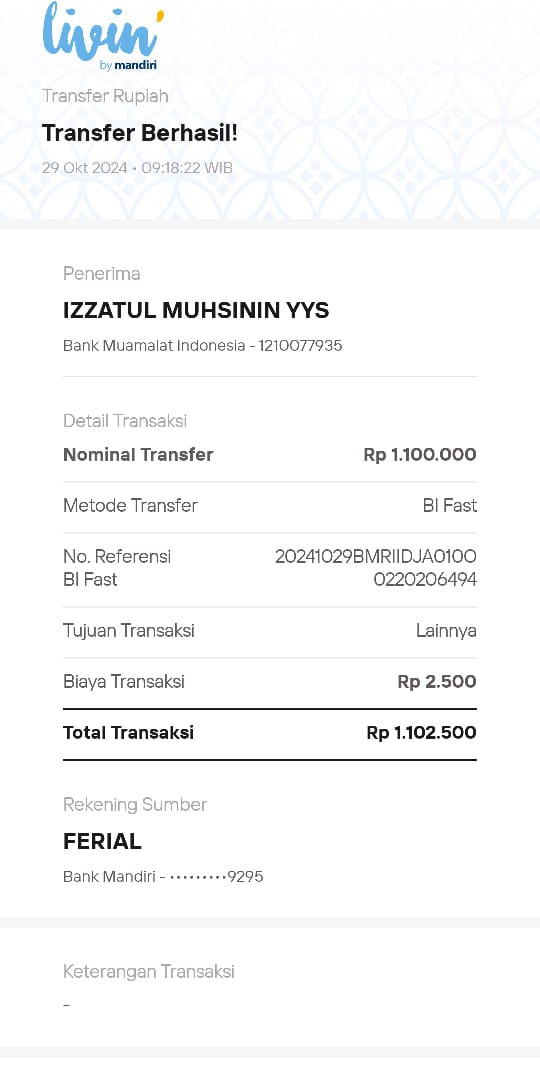 livin'
by mandiri
Transfer Rupiah
Transfer Berhasil!
29 Okt 2024 • 09:18:22 WIB
Penerima
IZZATUL MUHSININ YYS
Bank Muamalat Indonesia - 1210077935
Detail Transaksi
Nominal Transfer Rp 1.100.000
Metode Transfer BI Fast
No. Referensi 20241029BMRIIDJA010O
BI Fast 0220206494
Tujuan Transaksi Lainnya
Biaya Transaksi Rp 2.500
Total Transaksi Rp 1.102.500
Rekening Sumber
FERIAL
Bank Mandiri - •••••••••9295
Keterangan Transaksi
-